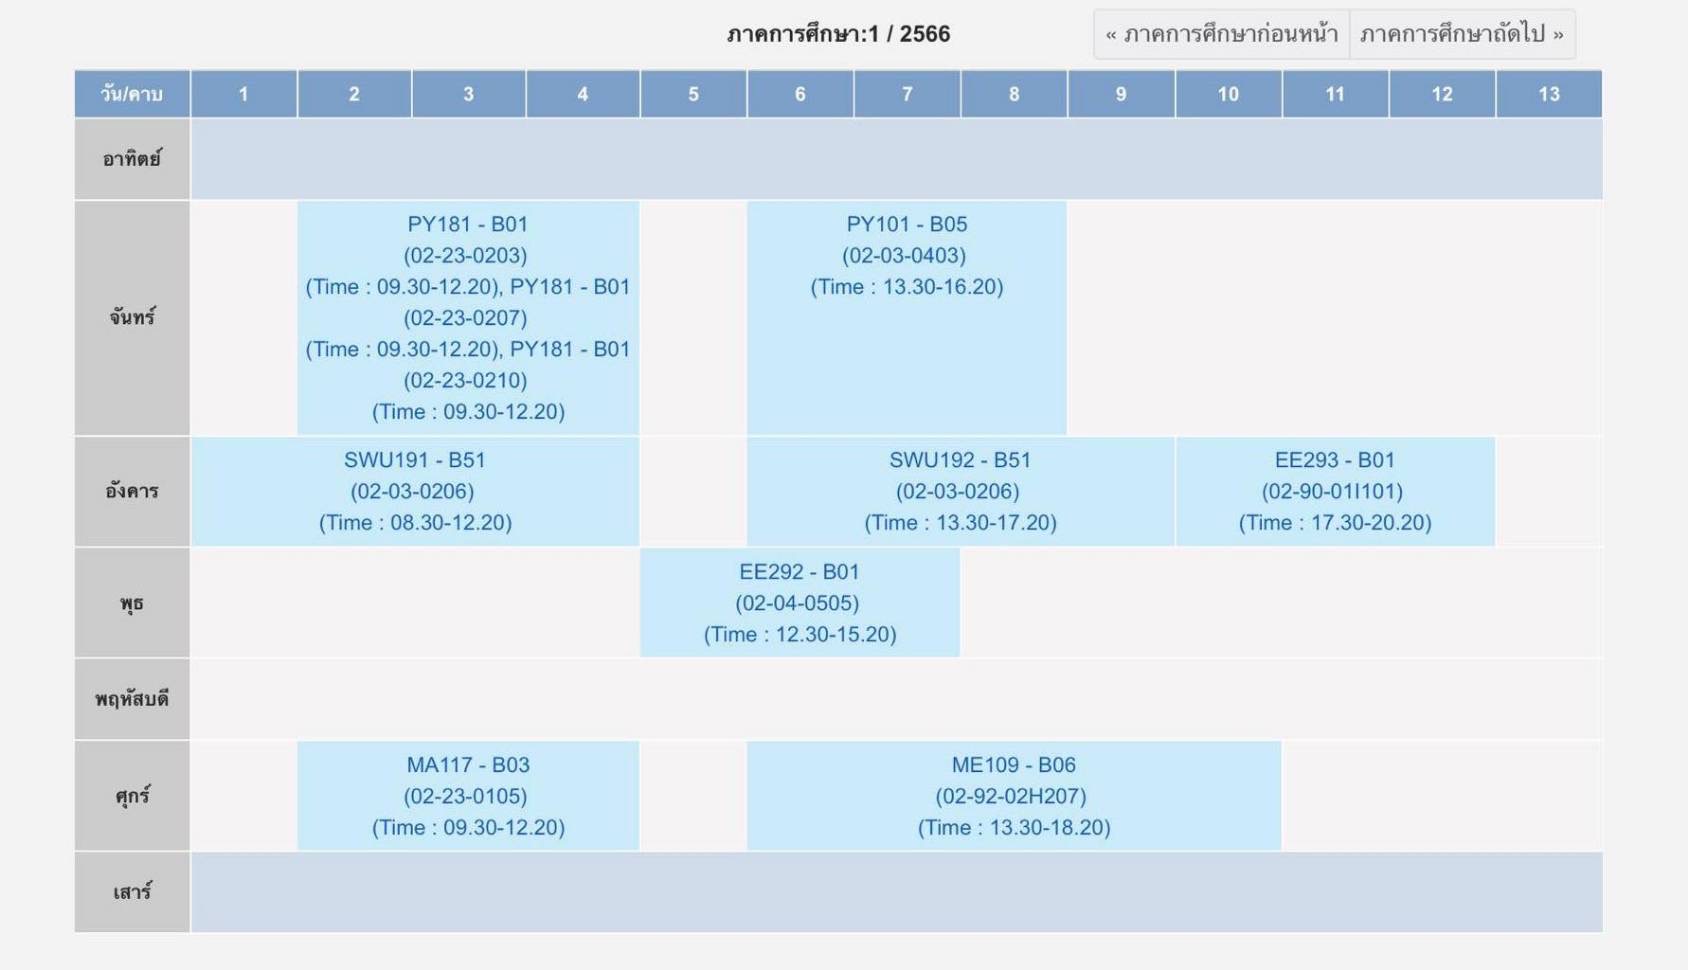 ภาคการศึกษา:1 / 2566
« ภาคการศึกษาก่อนหน้า ภาคการศึกษาถัดไป »
วัน/คาบ 1 2 3 4 5 6 7 8 9 10 11 12 13
อาทิตย์
จันทร์
PY181 - B01
(02-23-0203)
(Time : 09.30-12.20), PY181 - B01
(02-23-0207)
(Time : 09.30-12.20), PY181 - B01
(02-23-0210)
(Time : 09.30-12.20)
PY101 - B05
(02-03-0403)
(Time : 13.30-16.20)
อังคาร
SWU191 - B51
(02-03-0206)
(Time : 08.30-12.20)
SWU192 - B51
(02-03-0206)
(Time : 13.30-17.20)
EE293 - B01
(02-90-01I101)
(Time : 17.30-20.20)
พุธ
EE292 - B01
(02-04-0505)
(Time : 12.30-15.20)
พฤหัสบดี
ศุกร์
MA117 - B03
(02-23-0105)
(Time : 09.30-12.20)
ME109 - B06
(02-92-02H207)
(Time : 13.30-18.20)
เสาร์